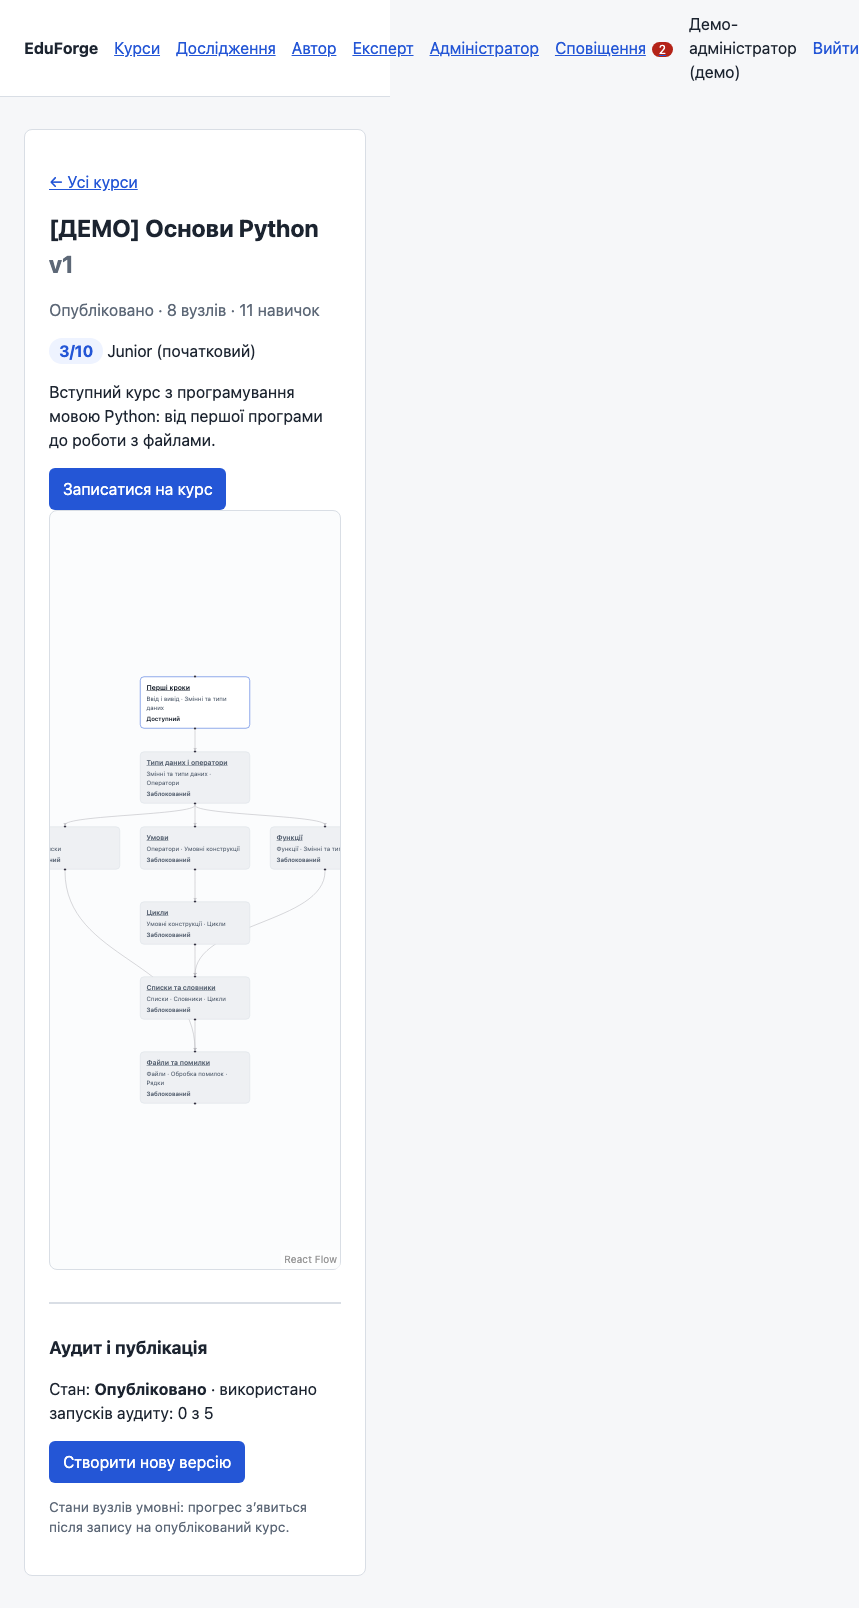 EduForge Курси Дослідження Автор Експерт Адміністратор Сповіщення 2 Демо-адміністратор (демо) Вийти
← Усі курси
[ДЕМО] Основи Python
v1
Опубліковано · 8 вузлів · 11 навичок
3/10 Junior (початковий)
Вступний курс з програмування
мовою Python: від першої програми
до роботи з файлами.
Записатися на курс
Перші кроки
Ввід і вивід · Змінні та типи
даних
Доступний
Типи даних і оператори
Змінні та типи даних ·
Оператори
Заблокований
Умови
Оператори · Умовні конструкції
Заблокований
Функції
Функції · Змінні та
Заблокований
Цикли
Умовні конструкції · Цикли
Заблокований
Списки та словники
Списки · Словники · Цикли
Заблокований
Файли та помилки
Файли · Обробка помилок ·
Рядки
Заблокований
React Flow
Аудит і публікація
Стан: Опубліковано · використано
запусків аудиту: 0 з 5
Створити нову версію
Стани вузлів умовні: прогрес з’явиться
після запису на опублікований курс.